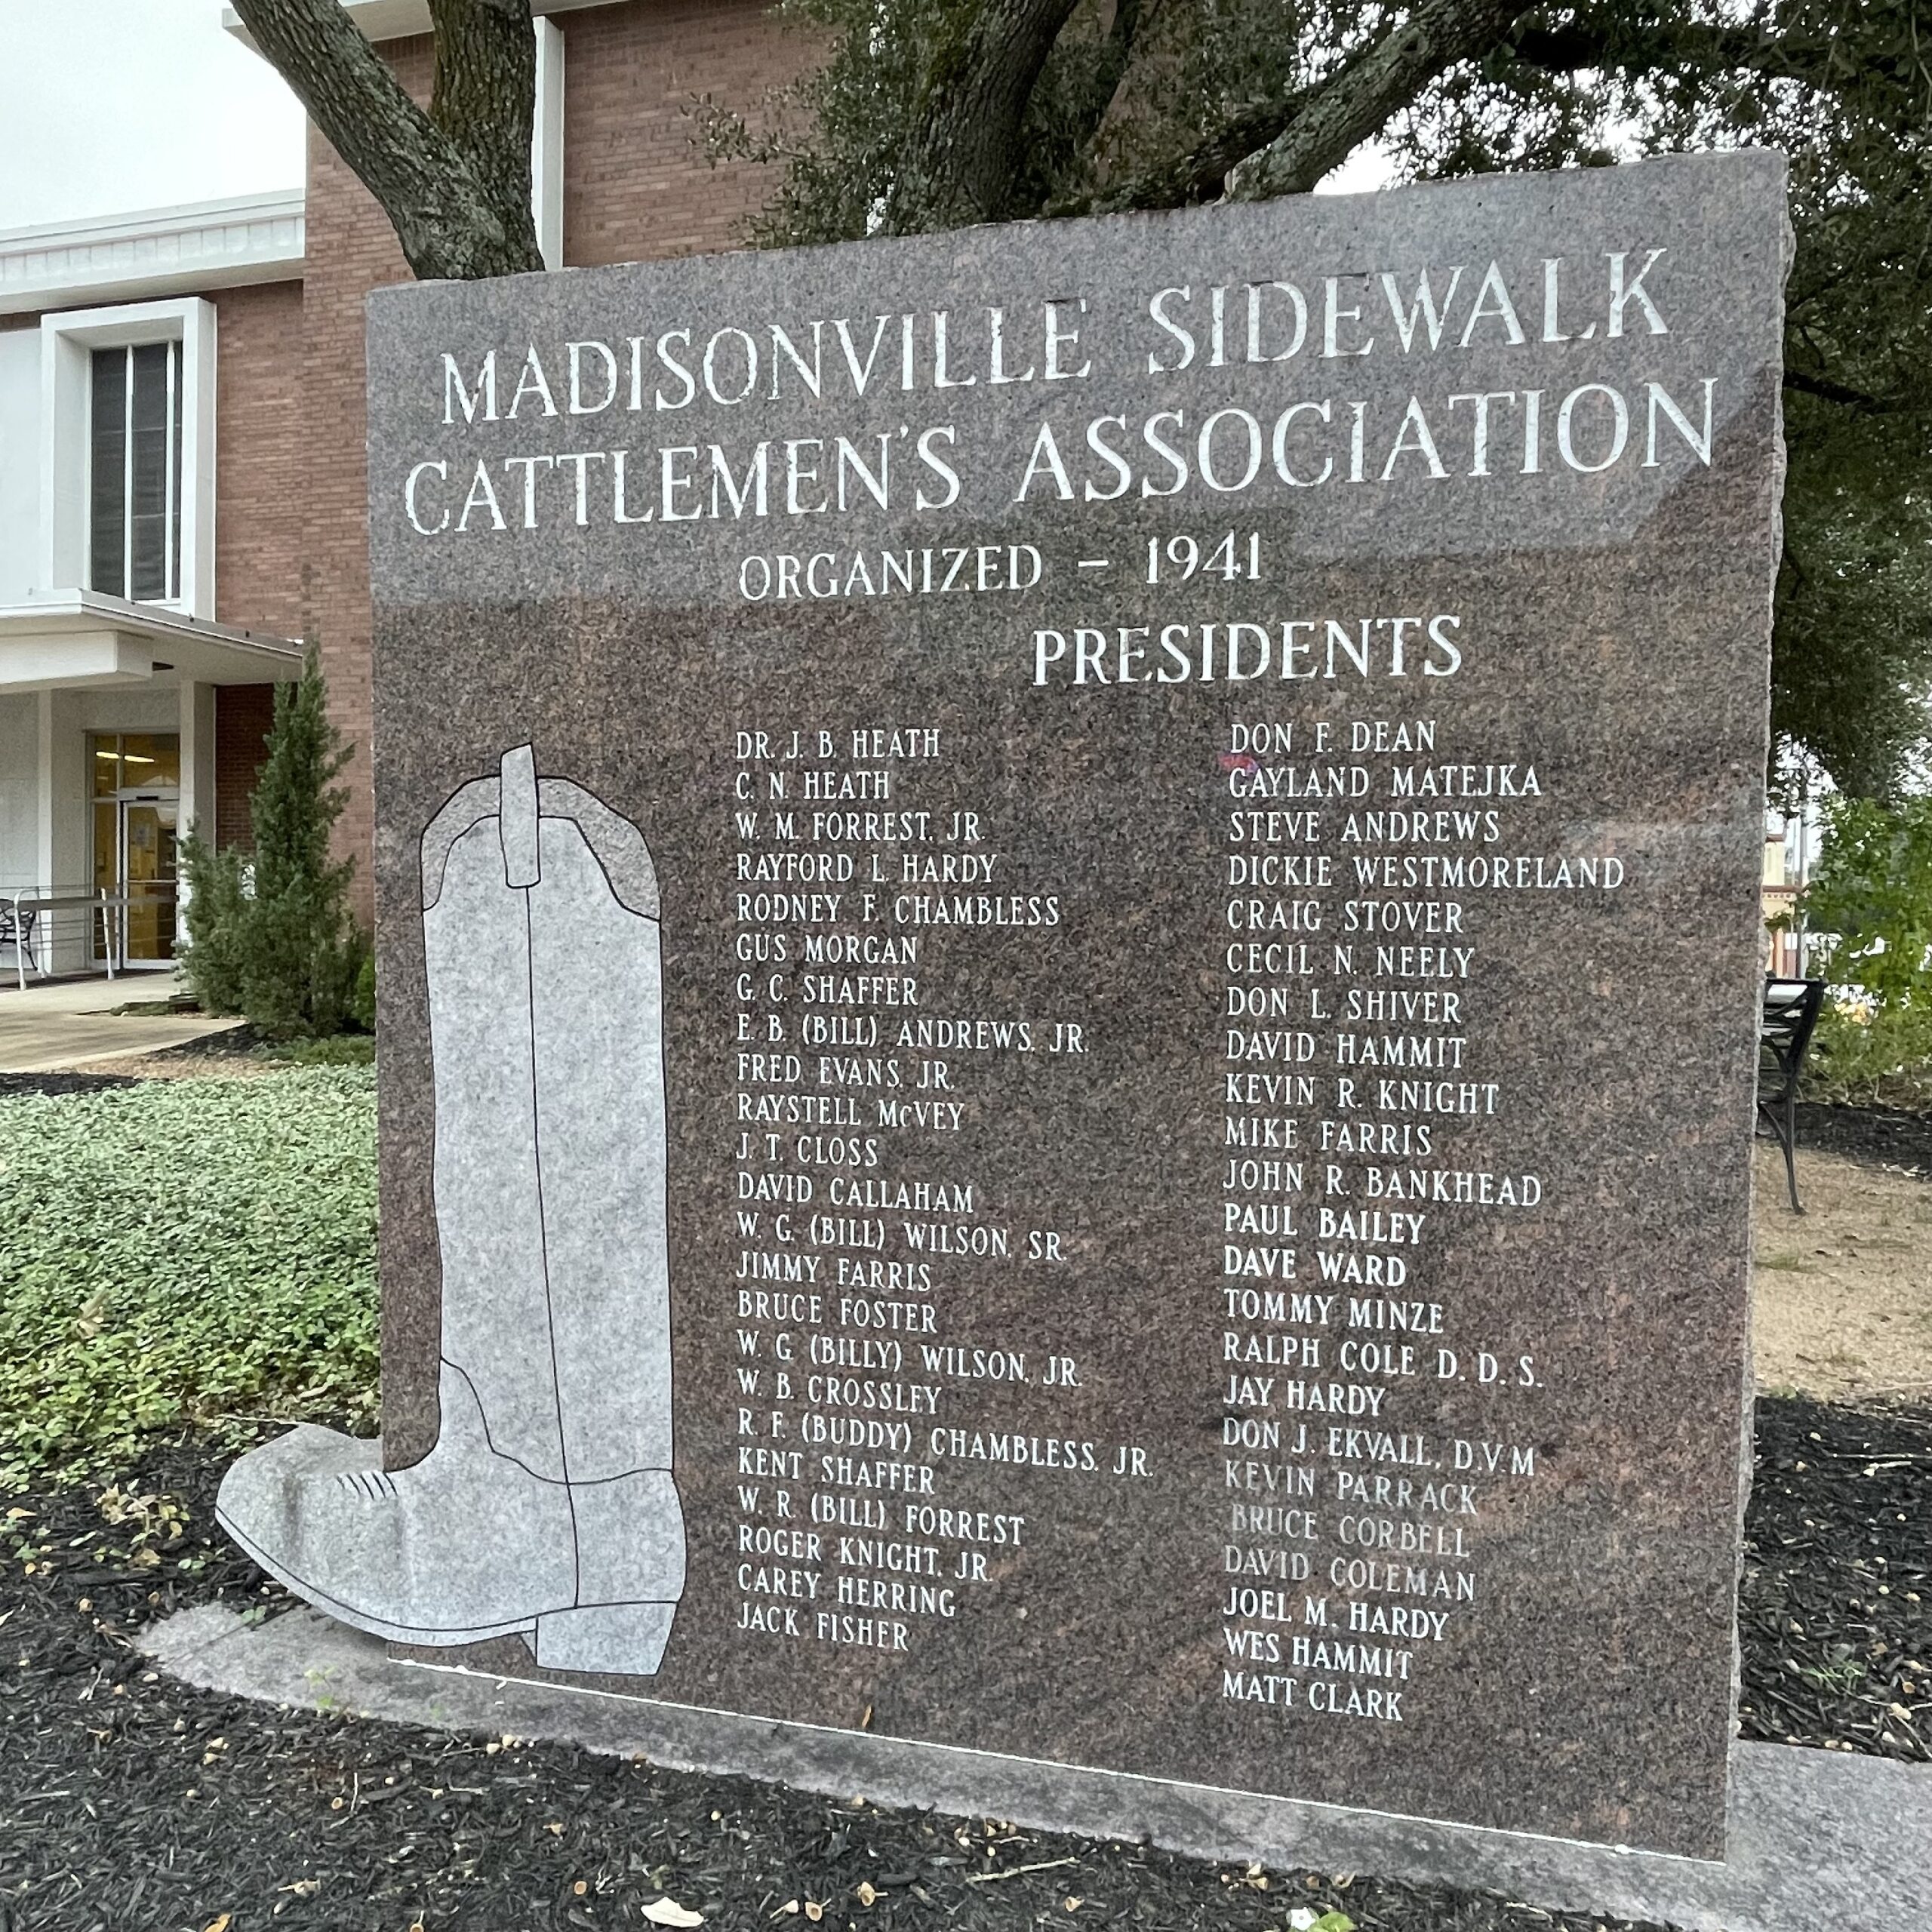 MADISONVILLE SIDEWALK
CATTLEMEN'S ASSOCIATION
ORGANIZED – 1941
PRESIDENTS
DR. J. B. HEATH
C. N. HEATH
W. M. FORREST, JR.
RAYFORD L. HARDY
RODNEY F. CHAMBLESS
GUS MORGAN
G. C. SHAFFER
E. B. (BILL) ANDREWS, JR.
FRED EVANS, JR.
RAYSTELL McVEY
J. T. CLOSS
DAVID CALLAHAM
W. G. (BILL) WILSON, SR.
JIMMY FARRIS
BRUCE FOSTER
W. G. (BILLY) WILSON, JR.
W. B. CROSSLEY
R. F. (BUDDY) CHAMBLESS, JR.
KENT SHAFFER
W. R. (BILL) FORREST
ROGER KNIGHT, JR.
CAREY HERRING
JACK FISHER
DON F. DEAN
GAYLAND MATEJKA
STEVE ANDREWS
DICKIE WESTMORELAND
CRAIG STOVER
CECIL N. NEELY
DON L. SHIVER
DAVID HAMMIT
KEVIN R. KNIGHT
MIKE FARRIS
JOHN R. BANKHEAD
PAUL BAILEY
DAVE WARD
TOMMY MINZE
RALPH COLE D. D. S.
JAY HARDY
DON J. EKVALL, D.V.M
KEVIN PARRACK
BRUCE CORBELL
DAVID COLEMAN
JOEL M. HARDY
WES HAMMIT
MATT CLARK